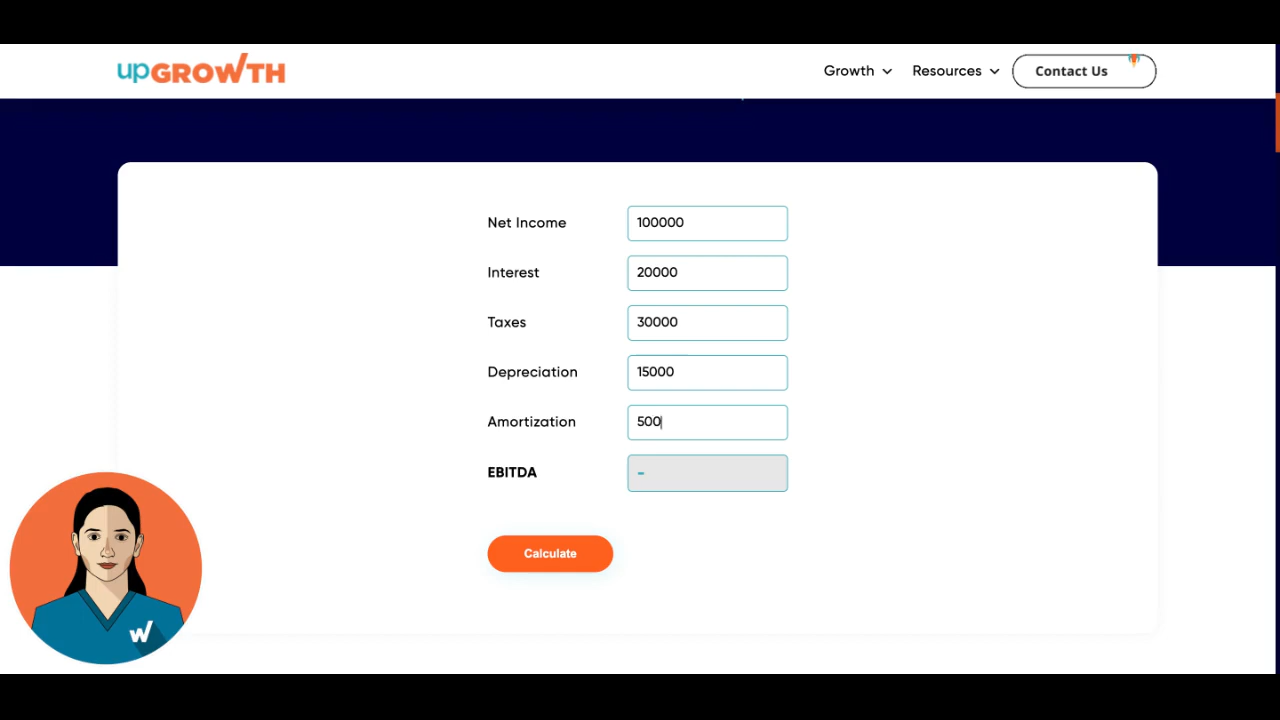 upGROWTH
Growth Resources Contact Us
Net Income 100000
Interest 20000
Taxes 30000
Depreciation 15000
Amortization 500
EBITDA -
Calculate